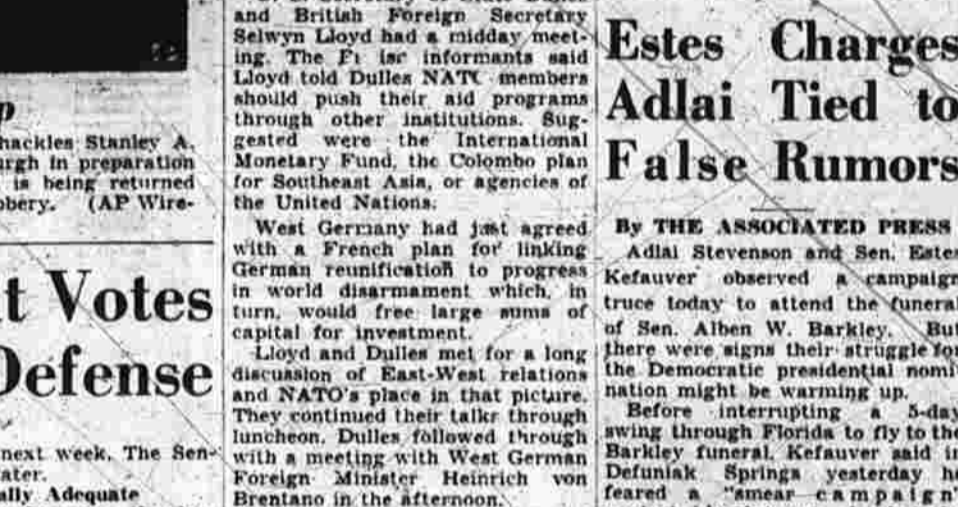 p
hackles Stanley A.
urgh in preparation
is being returned
bbery. (AP Wire-
t Votes
Defense
next week. The Sen-
ater.
ally Adequate
and British Foreign Secretary
Selwyn Lloyd had a midday meet-
ing. The informants said
Lloyd told Dulles NATO members
should push their aid programs
through other institutions. Sug-
gested were the International
Monetary Fund, the Colombo plan
for Southeast Asia, or agencies of
the United Nations.
West Germany had just agreed
with a French plan for linking
German reunification to progress
in world disarmament which, in
turn, would free large sums of
capital for investment.
Lloyd and Dulles met for a long
discussion of East-West relations
and NATO's place in that picture.
They continued their talks through
luncheon. Dulles followed through
with a meeting with West German
Foreign Minister Heinrich von
Brentano in the afternoon.
Estes Charges
Adlai Tied to
False Rumors
By THE ASSOCIATED PRESS
Adlai Stevenson and Sen. Estes
Kefauver observed a campaign
truce today to attend the funeral
of Sen. Alben W. Barkley. But
there were signs their struggle for
the Democratic presidential nomi-
nation might be warming up.
Before interrupting a 5-day
swing through Florida to fly to the
Barkley funeral, Kefauver said in
Defuniak Springs yesterday he
feared a "smear campaign"